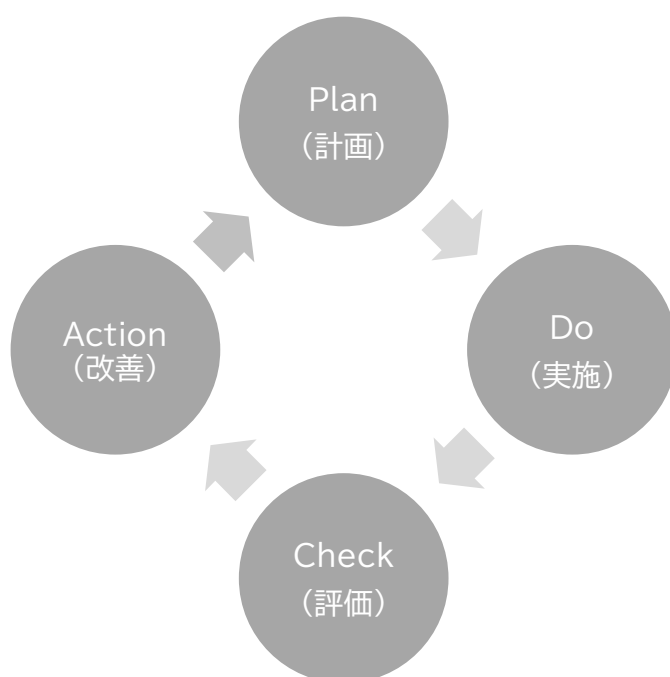 Plan
（計画）
Do
（実施）
Check
（評価）
Action
（改善）